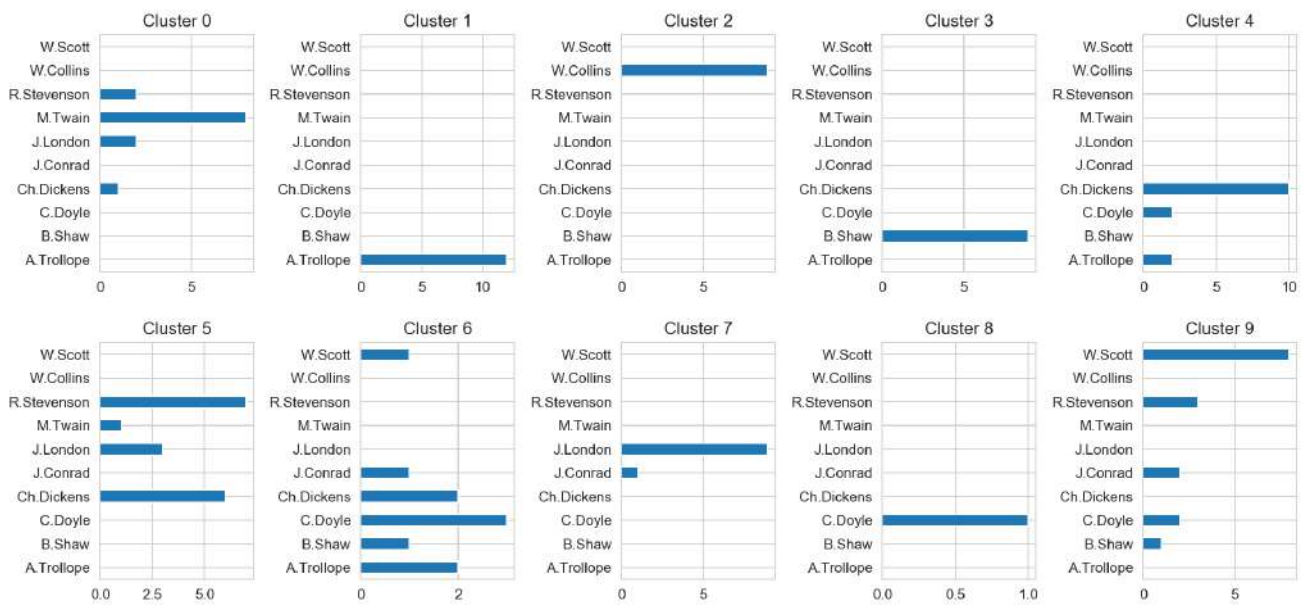 Cluster 0
W.Scott
W.Collins
R.Stevenson
M.Twain
J.London
J.Conrad
Ch.Dickens
C.Doyle
B.Shaw
A.Trollope
0 5
Cluster 1
W.Scott
W.Collins
R.Stevenson
M.Twain
J.London
J.Conrad
Ch.Dickens
C.Doyle
B.Shaw
A.Trollope
0 5 10
Cluster 2
W.Scott
W.Collins
R.Stevenson
M.Twain
J.London
J.Conrad
Ch.Dickens
C.Doyle
B.Shaw
A.Trollope
0 5
Cluster 3
W.Scott
W.Collins
R.Stevenson
M.Twain
J.London
J.Conrad
Ch.Dickens
C.Doyle
B.Shaw
A.Trollope
0 5
Cluster 4
W.Scott
W.Collins
R.Stevenson
M.Twain
J.London
J.Conrad
Ch.Dickens
C.Doyle
B.Shaw
A.Trollope
0 5 10
Cluster 5
W.Scott
W.Collins
R.Stevenson
M.Twain
J.London
J.Conrad
Ch.Dickens
C.Doyle
B.Shaw
A.Trollope
0.0 2.5 5.0
Cluster 6
W.Scott
W.Collins
R.Stevenson
M.Twain
J.London
J.Conrad
Ch.Dickens
C.Doyle
B.Shaw
A.Trollope
0 2
Cluster 7
W.Scott
W.Collins
R.Stevenson
M.Twain
J.London
J.Conrad
Ch.Dickens
C.Doyle
B.Shaw
A.Trollope
0 5
Cluster 8
W.Scott
W.Collins
R.Stevenson
M.Twain
J.London
J.Conrad
Ch.Dickens
C.Doyle
B.Shaw
A.Trollope
0.0 0.5 1.0
Cluster 9
W.Scott
W.Collins
R.Stevenson
M.Twain
J.London
J.Conrad
Ch.Dickens
C.Doyle
B.Shaw
A.Trollope
0 5